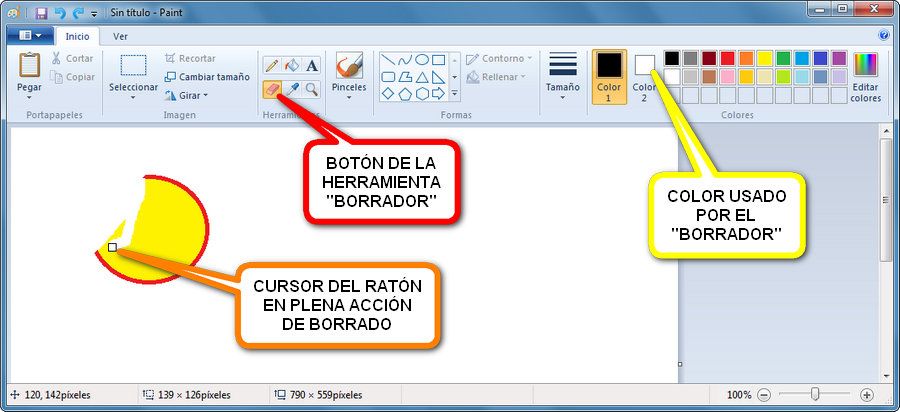 Sin título - Paint
Inicio Ver
Pegar
Cortar
Copiar
Portapapeles
Seleccionar
Recortar
Cambiar tamaño
Girar
Imagen
A
Herramie
Pinceles
Contorno
Rellenar
Formas
Tamaño
Color
1
Color
2
Editar
colores
Colores
BOTÓN DE LA
HERRAMIENTA
"BORRADOR"
COLOR USADO
POR EL
"BORRADOR"
CURSOR DEL RATÓN
EN PLENA ACCIÓN
DE BORRADO
120, 142píxeles
139 × 126píxeles
790 × 559píxeles
100%